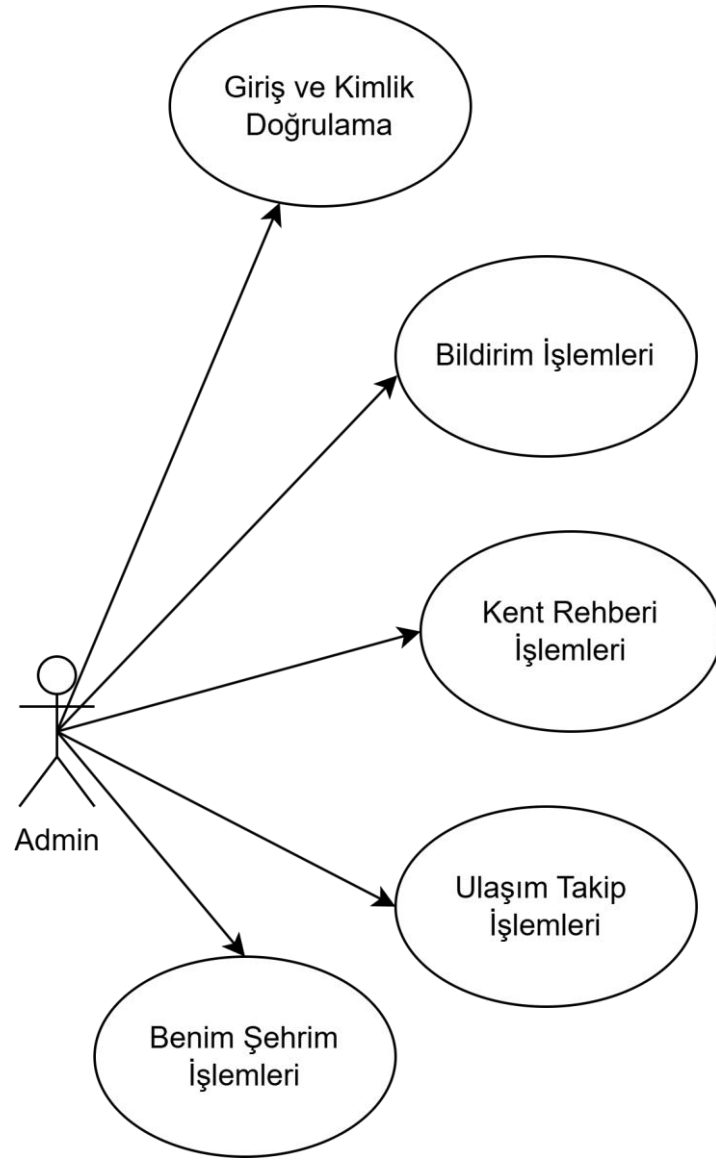 Giriş ve Kimlik
Doğrulama
Bildirim İşlemleri
Kent Rehberi
İşlemleri
Admin
Ulaşım Takip
İşlemleri
Benim Şehrim
İşlemleri